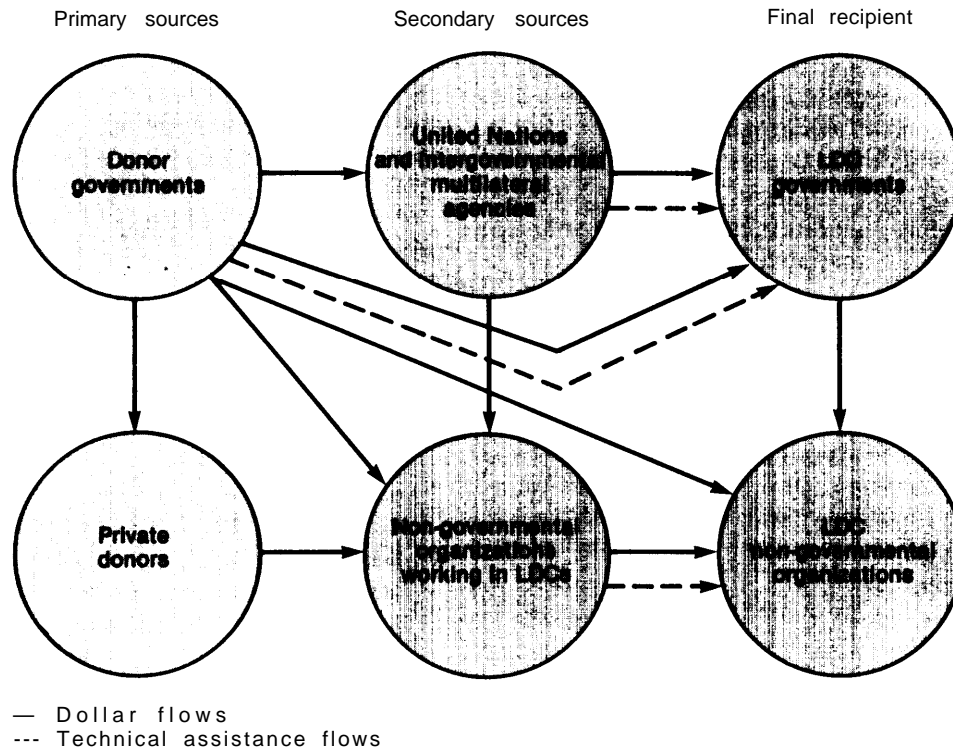 Primary sources
Secondary sources
Final recipient
Donor
governments
United Nations
and intergovernmental
multilateral
agencies
LDC
governments
Private
donors
Non-governmental
organizations
working in LDCs
LDC
non-governmental
organizations
— Dollar flows
--- Technical assistance flows